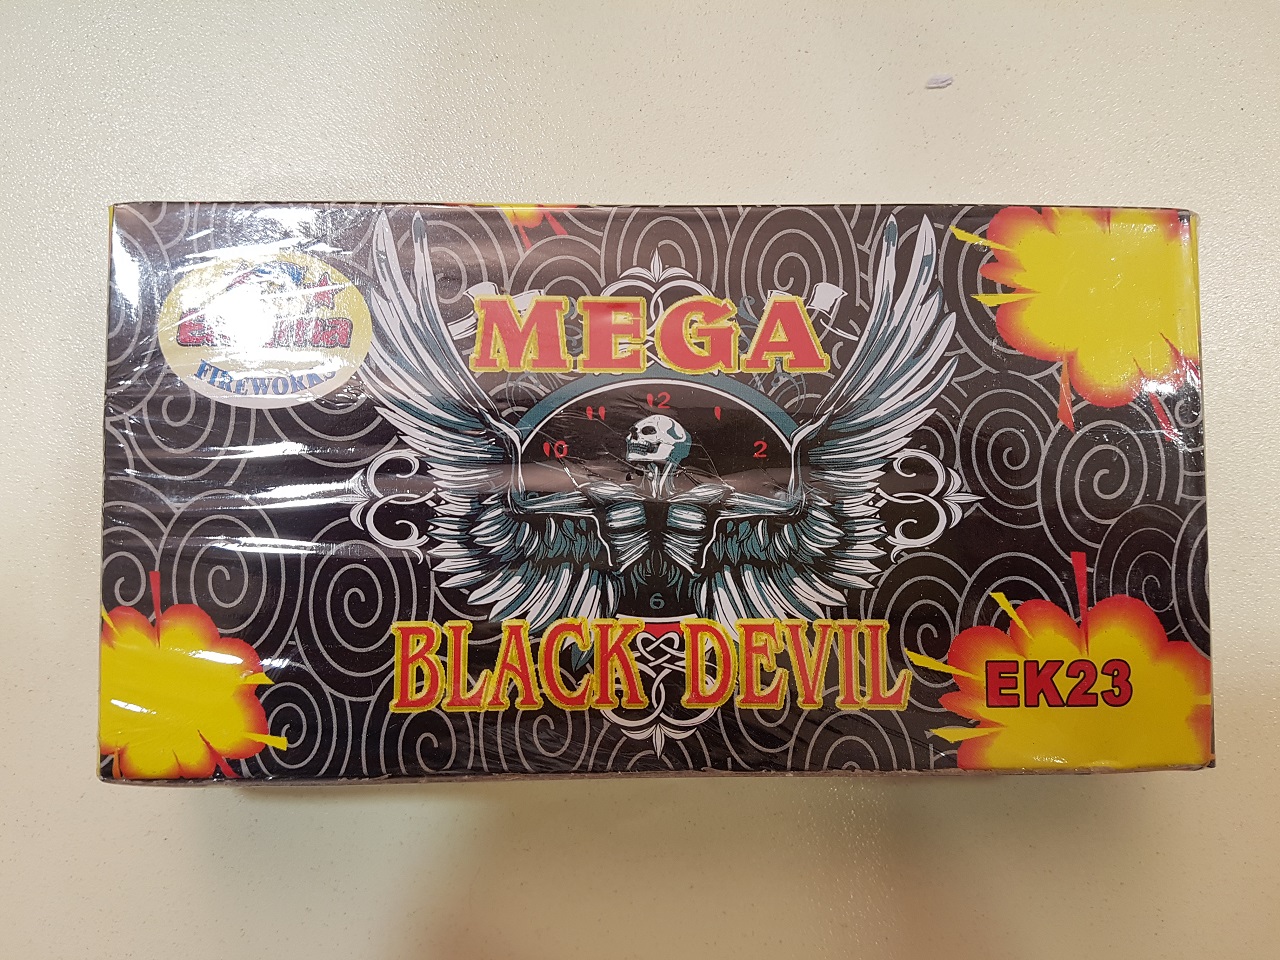 FIREWORKS
MEGA
12
11
1
10
2
6
BLACK DEVIL
EK23